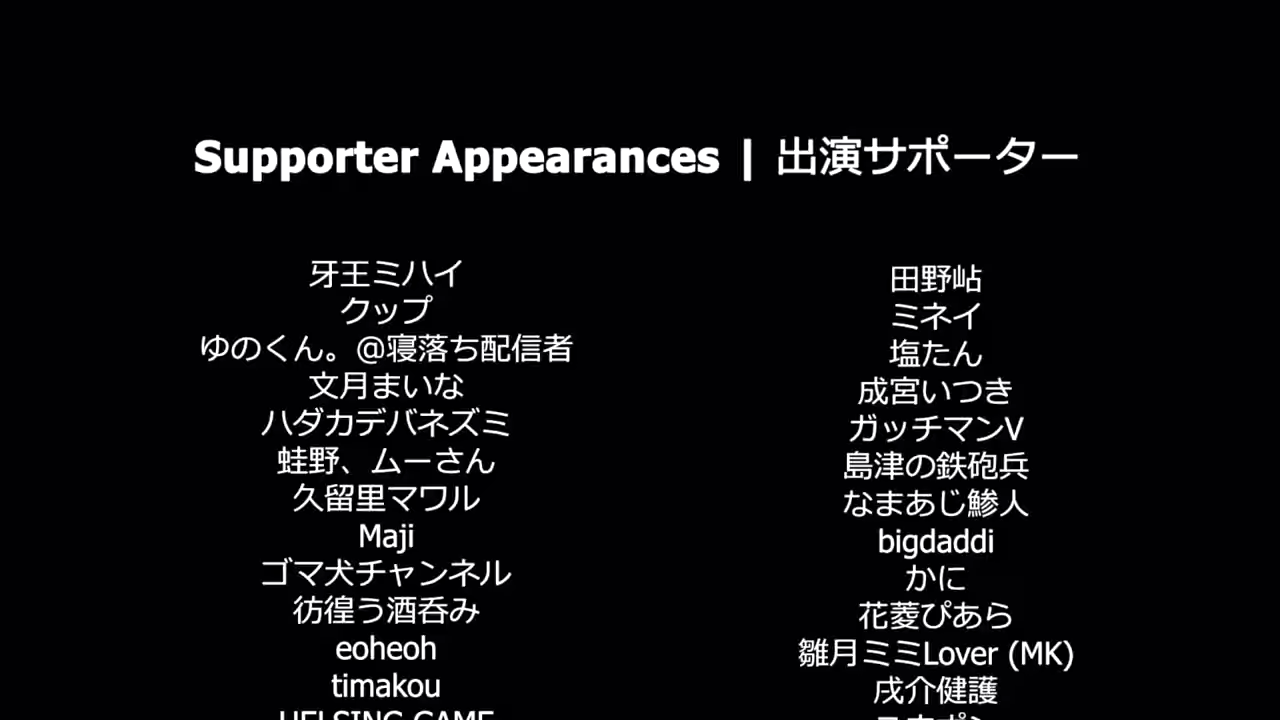 Supporter Appearances | 出演サポーター
牙王ミハイ
クップ
ゆのくん。@寝落ち配信者
文月まいな
ハダカデバネズミ
蛙野、ムーさん
久留里マワル
Maji
ゴマ犬チャンネル
彷徨う酒呑み
eoheoh
timakou
HELSING GAME
田野岾
ミネイ
塩たん
成宮いつき
ガッチマンV
島津の鉄砲兵
なまあじ鯵人
bigdaddi
かに
花菱ぴあら
雛月ミミLover (MK)
戌介健護